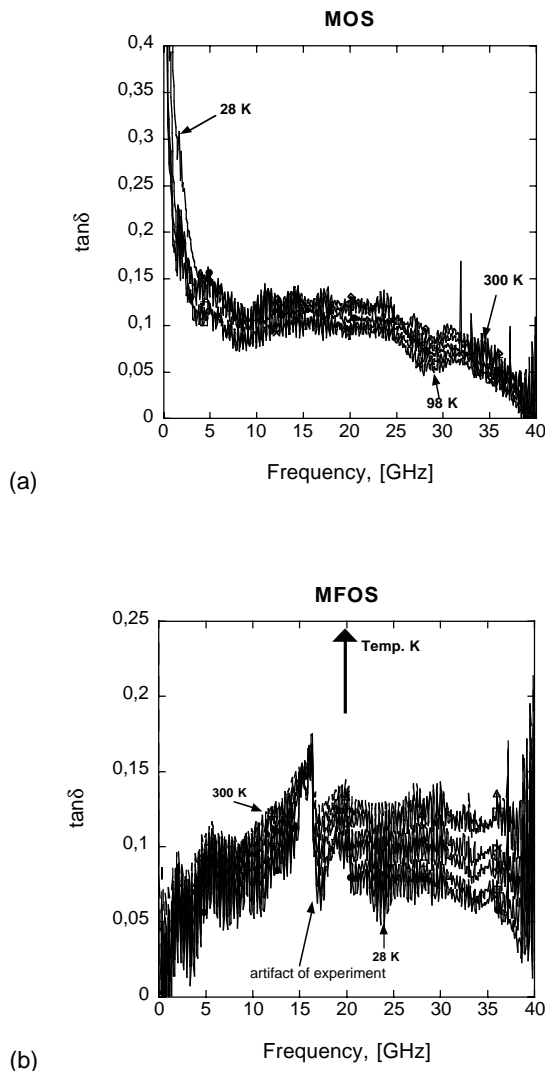 MOS
0,4
0,35
0,3
0,25
0,2
0,15
0,1
0,05
0
tanδ
28 K
300 K
98 K
0 5 10 15 20 25 30 35 40
Frequency, [GHz]
(a)
MFOS
0,25
0,2
0,15
0,1
0,05
0
tanδ
Temp. K
300 K
28 K
artifact of experiment
0 5 10 15 20 25 30 35 40
Frequency, [GHz]
(b)